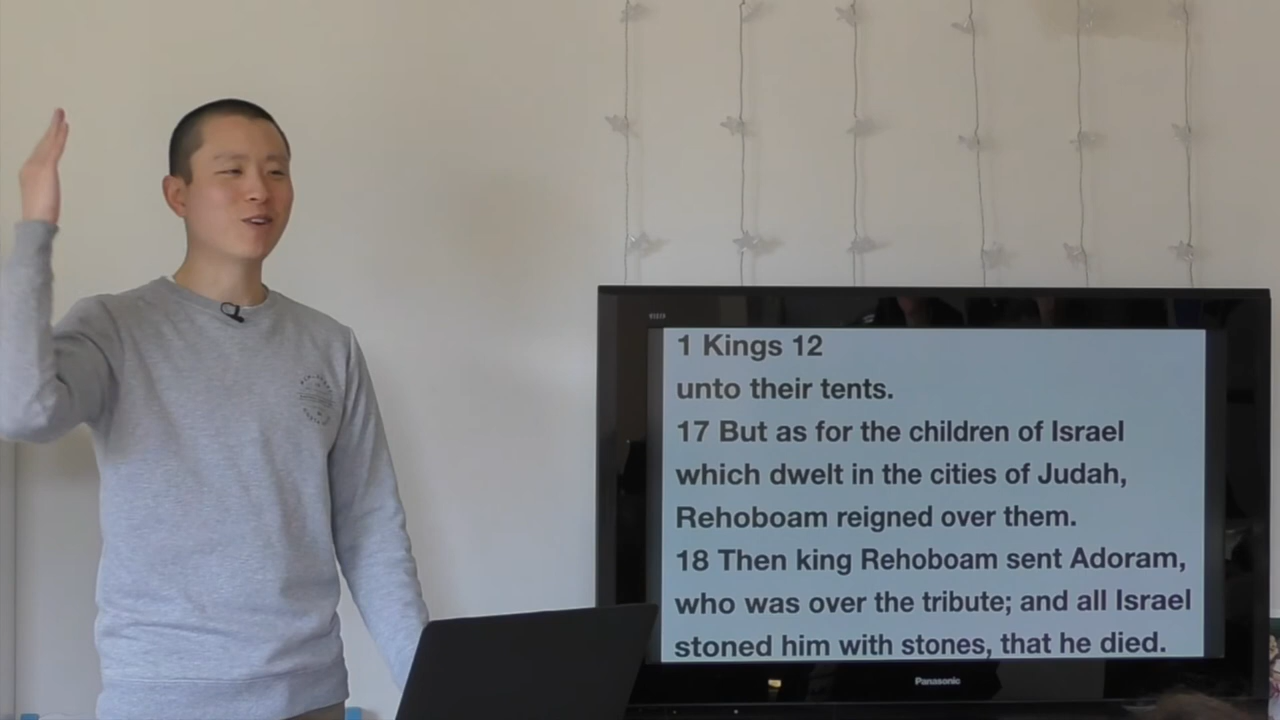 1 Kings 12
unto their tents.
17 But as for the children of Israel
which dwelt in the cities of Judah,
Rehoboam reigned over them.
18 Then king Rehoboam sent Adoram,
who was over the tribute; and all Israel
stoned him with stones, that he died.
Panasonic